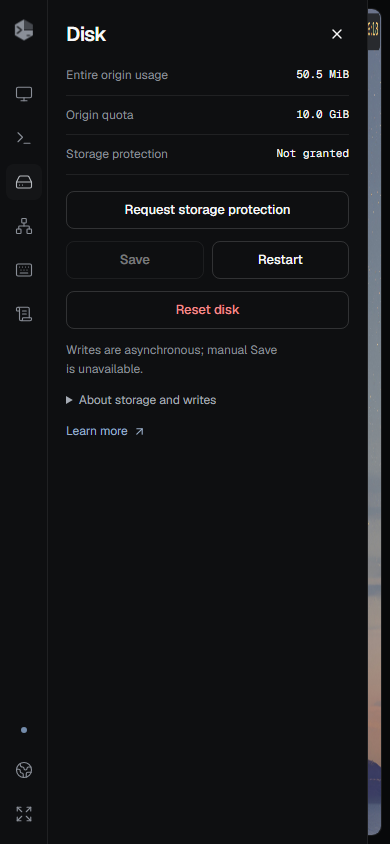 Disk
Entire origin usage 50.5 MiB
Origin quota 10.0 GiB
Storage protection Not granted
Request storage protection
Save Restart
Reset disk
Writes are asynchronous; manual Save
is unavailable.
About storage and writes
Learn more